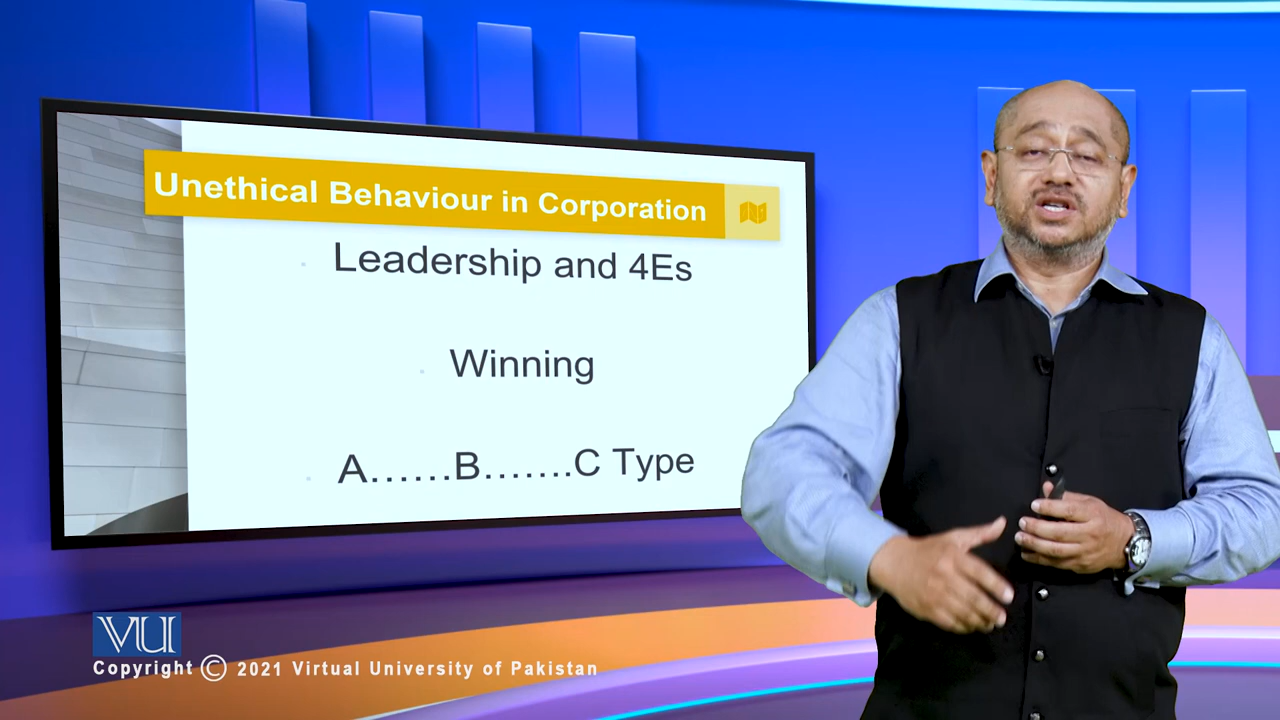 Unethical Behaviour in Corporation
Leadership and 4Es
Winning
A......B.......C Type
VU
Copyright © 2021 Virtual University of Pakistan